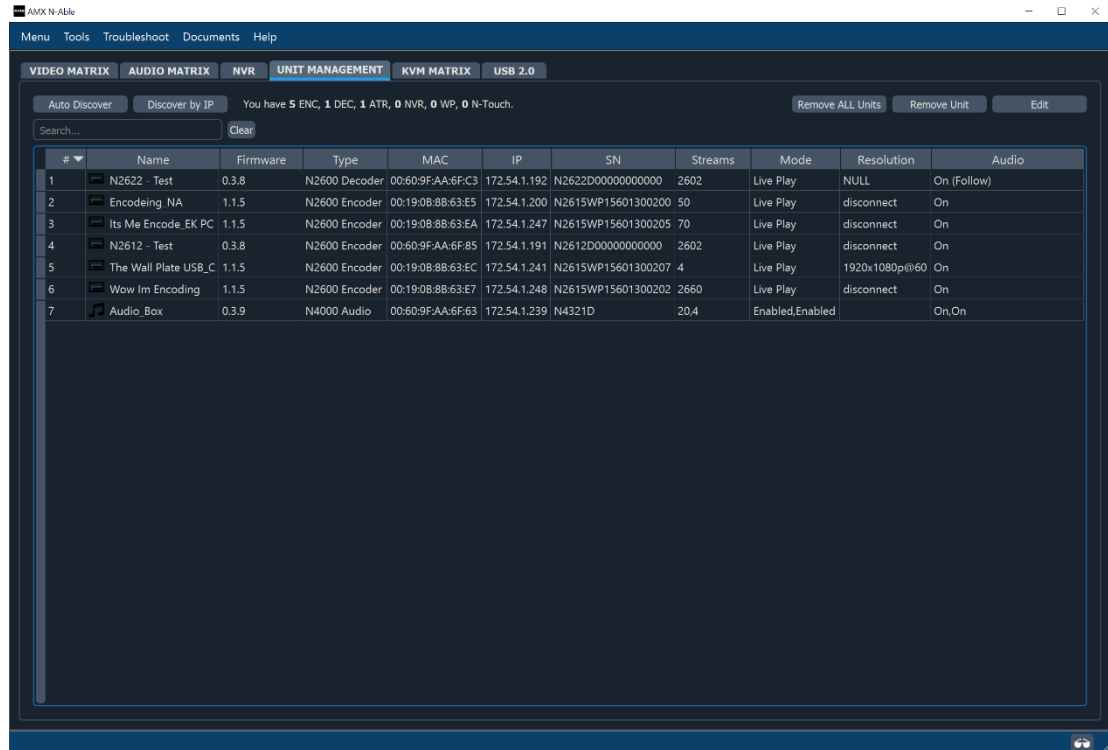 AMX N-Able
Menu Tools Troubleshoot Documents Help
VIDEO MATRIX AUDIO MATRIX NVR UNIT MANAGEMENT KVM MATRIX USB 2.0
Auto Discover Discover by IP You have 5 ENC, 1 DEC, 1 ATR, 0 NVR, 0 WP, 0 N-Touch. Remove ALL Units Remove Unit Edit
Search... Clear
# Name Firmware Type MAC IP SN Streams Mode Resolution Audio
1 N2622 - Test 0.3.8 N2600 Decoder 00:60:9F:AA:6F:C3 172.54.1.192 N2622D00000000000 2602 Live Play NULL On (Follow)
2 Encodeing_NA 1.1.5 N2600 Encoder 00:19:0B:8B:63:E5 172.54.1.200 N2615WP15601300200 50 Live Play disconnect On
3 Its Me Encode_EK PC 1.1.5 N2600 Encoder 00:19:0B:8B:63:EA 172.54.1.247 N2615WP15601300205 70 Live Play disconnect On
4 N2612 - Test 0.3.8 N2600 Encoder 00:60:9F:AA:6F:85 172.54.1.191 N2612D00000000000 2602 Live Play disconnect On
5 The Wall Plate USB_C 1.1.5 N2600 Encoder 00:19:0B:8B:63:EC 172.54.1.241 N2615WP15601300207 4 Live Play 1920x1080p@60 On
6 Wow Im Encoding 1.1.5 N2600 Encoder 00:19:0B:8B:63:E7 172.54.1.248 N2615WP15601300202 2660 Live Play disconnect On
7 Audio_Box 0.3.9 N4000 Audio 00:60:9F:AA:6F:63 172.54.1.239 N4321D 20,4 Enabled,Enabled On,On